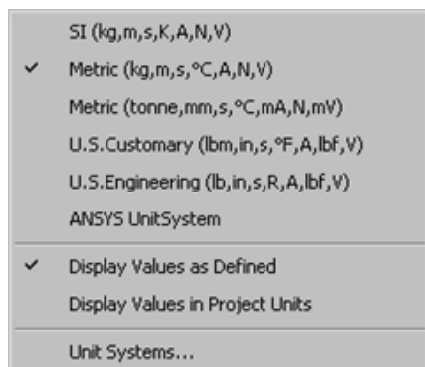 SI (kg,m,s,K,A,N,V)
Metric (kg,m,s,°C,A,N,V)
Metric (tonne,mm,s,°C,mA,N,mV)
U.S.Customary (lbm,in,s,°F,A,lbf,V)
U.S.Engineering (lb,in,s,R,A,lbf,V)
ANSYS UnitSystem
Display Values as Defined
Display Values in Project Units
Unit Systems...